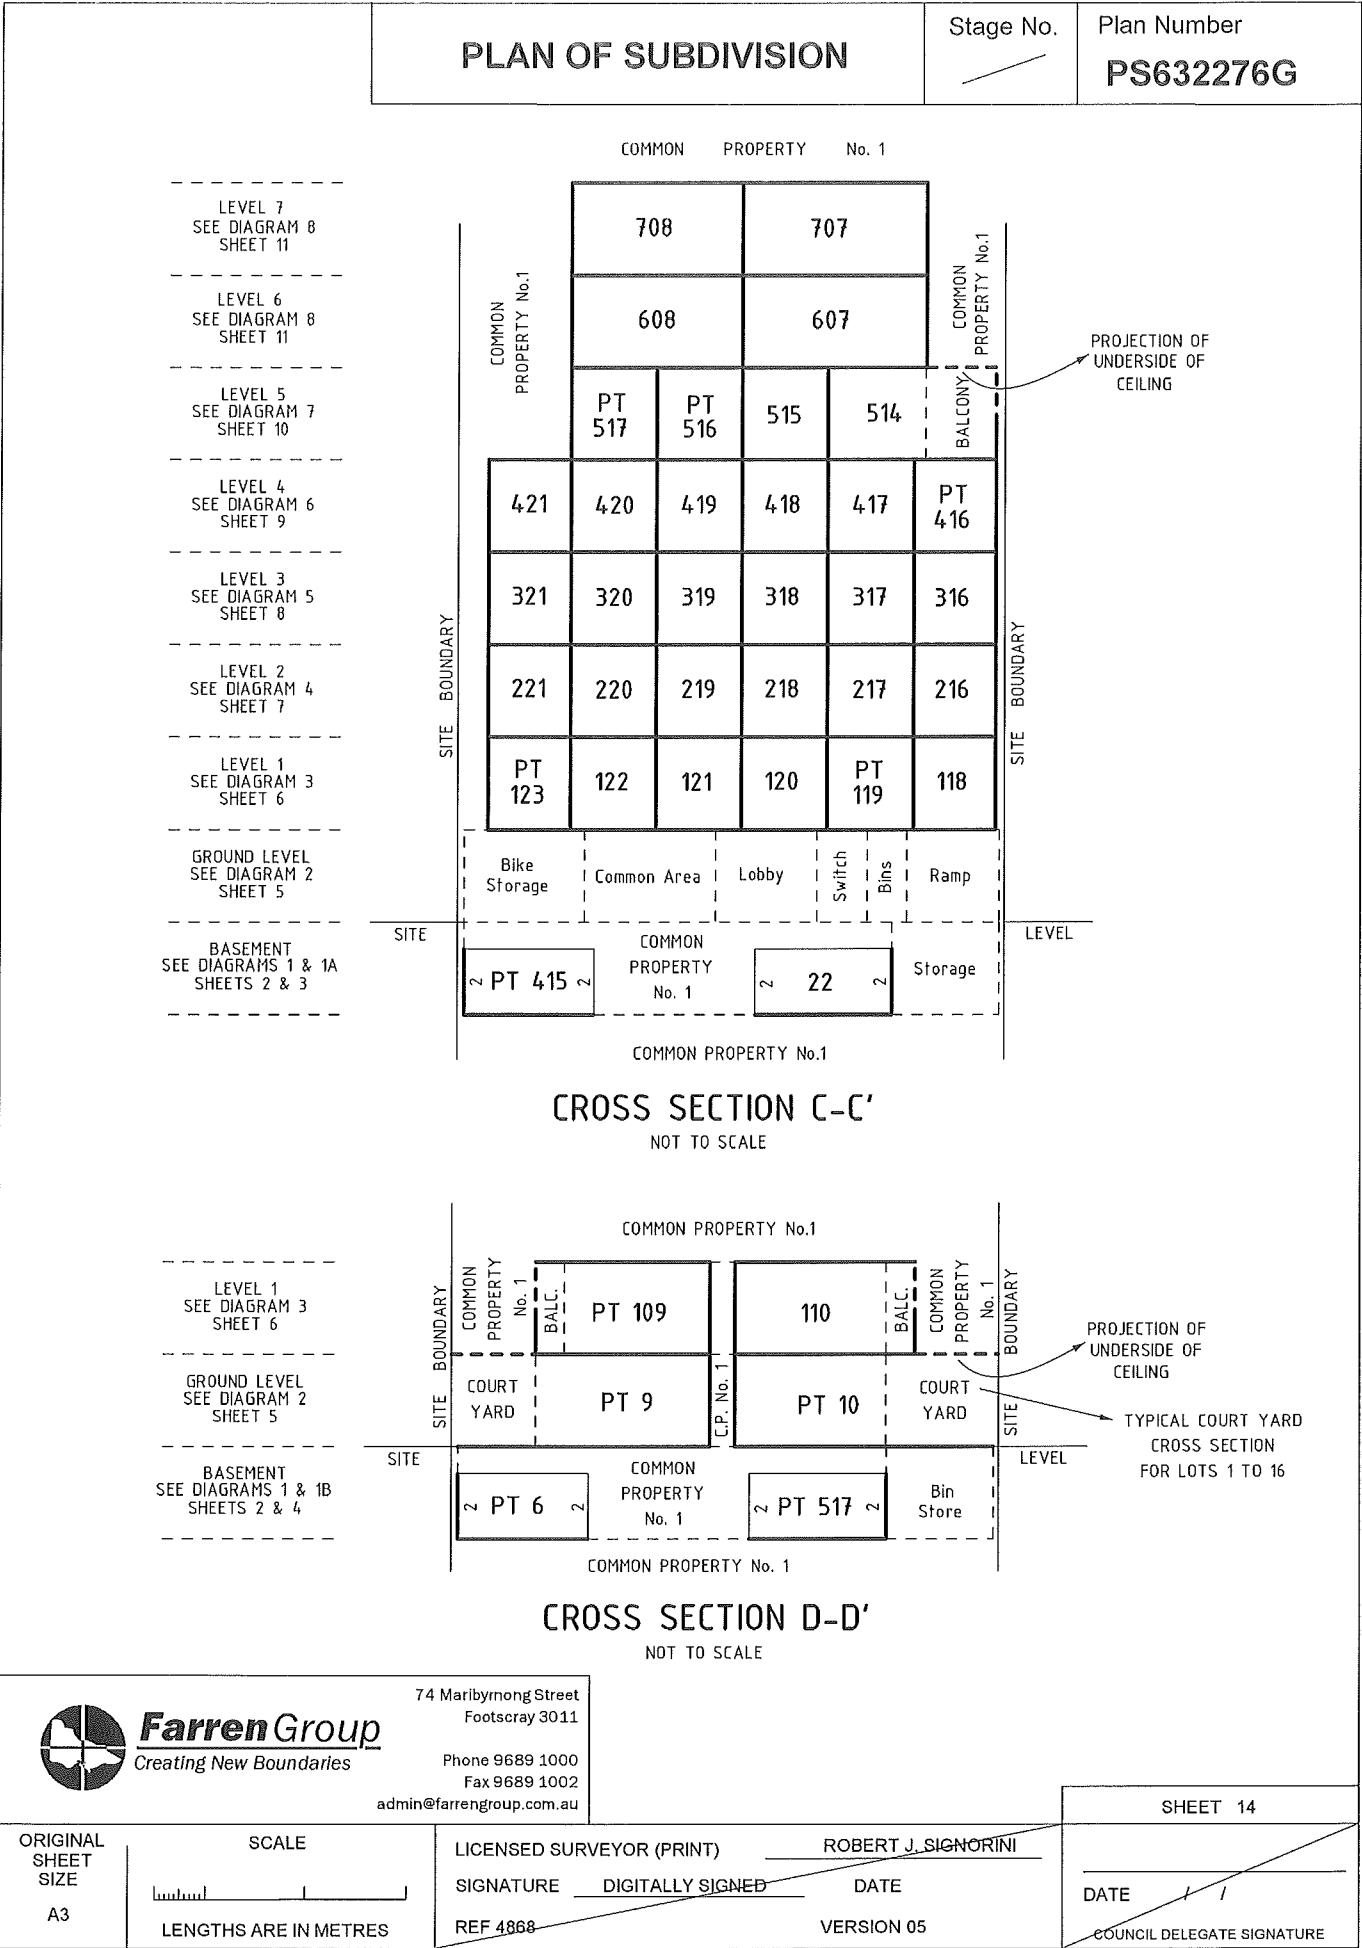 PLAN OF SUBDIVISION
Stage No.
Plan Number
PS632276G
COMMON PROPERTY No. 1
LEVEL 7
SEE DIAGRAM 8
SHEET 11
708
707
LEVEL 6
SEE DIAGRAM 8
SHEET 11
COMMON
PROPERTY No.1
608
607
COMMON
PROPERTY No.1
PROJECTION OF
UNDERSIDE OF
CEILING
LEVEL 5
SEE DIAGRAM 7
SHEET 10
PT
517
PT
516
515
514
BALCONY
LEVEL 4
SEE DIAGRAM 6
SHEET 9
421
420
419
418
417
PT
416
LEVEL 3
SEE DIAGRAM 5
SHEET 8
321
320
319
318
317
316
SITE BOUNDARY
SITE BOUNDARY
LEVEL 2
SEE DIAGRAM 4
SHEET 7
221
220
219
218
217
216
LEVEL 1
SEE DIAGRAM 3
SHEET 6
PT
123
122
121
120
PT
119
118
GROUND LEVEL
SEE DIAGRAM 2
SHEET 5
Bike
Storage
Common Area
Lobby
Switch
Bins
Ramp
SITE
LEVEL
BASEMENT
SEE DIAGRAMS 1 & 1A
SHEETS 2 & 3
2 PT 415 2
COMMON
PROPERTY
No. 1
2 22 2
Storage
COMMON PROPERTY No.1
CROSS SECTION C-C'
NOT TO SCALE
COMMON PROPERTY No.1
LEVEL 1
SEE DIAGRAM 3
SHEET 6
SITE BOUNDARY
COMMON
PROPERTY
No. 1
BALC.
PT 109
110
BALC.
COMMON
PROPERTY
No. 1
SITE BOUNDARY
PROJECTION OF
UNDERSIDE OF
CEILING
GROUND LEVEL
SEE DIAGRAM 2
SHEET 5
COURT
YARD
PT 9
C.P. No. 1
PT 10
COURT
YARD
TYPICAL COURT YARD
CROSS SECTION
FOR LOTS 1 TO 16
SITE
LEVEL
BASEMENT
SEE DIAGRAMS 1 & 1B
SHEETS 2 & 4
2 PT 6 2
COMMON
PROPERTY
No. 1
2 PT 517 2
Bin
Store
COMMON PROPERTY No. 1
CROSS SECTION D-D'
NOT TO SCALE
Farren Group
Creating New Boundaries
74 Maribyrnong Street
Footscray 3011
Phone 9689 1000
Fax 9689 1002
admin@farrengroup.com.au
SHEET 14
ORIGINAL
SHEET
SIZE
A3
SCALE
LENGTHS ARE IN METRES
LICENSED SURVEYOR (PRINT) ROBERT J. SIGNORINI
SIGNATURE DIGITALLY SIGNED DATE
REF 4868 VERSION 05
DATE / /
COUNCIL DELEGATE SIGNATURE